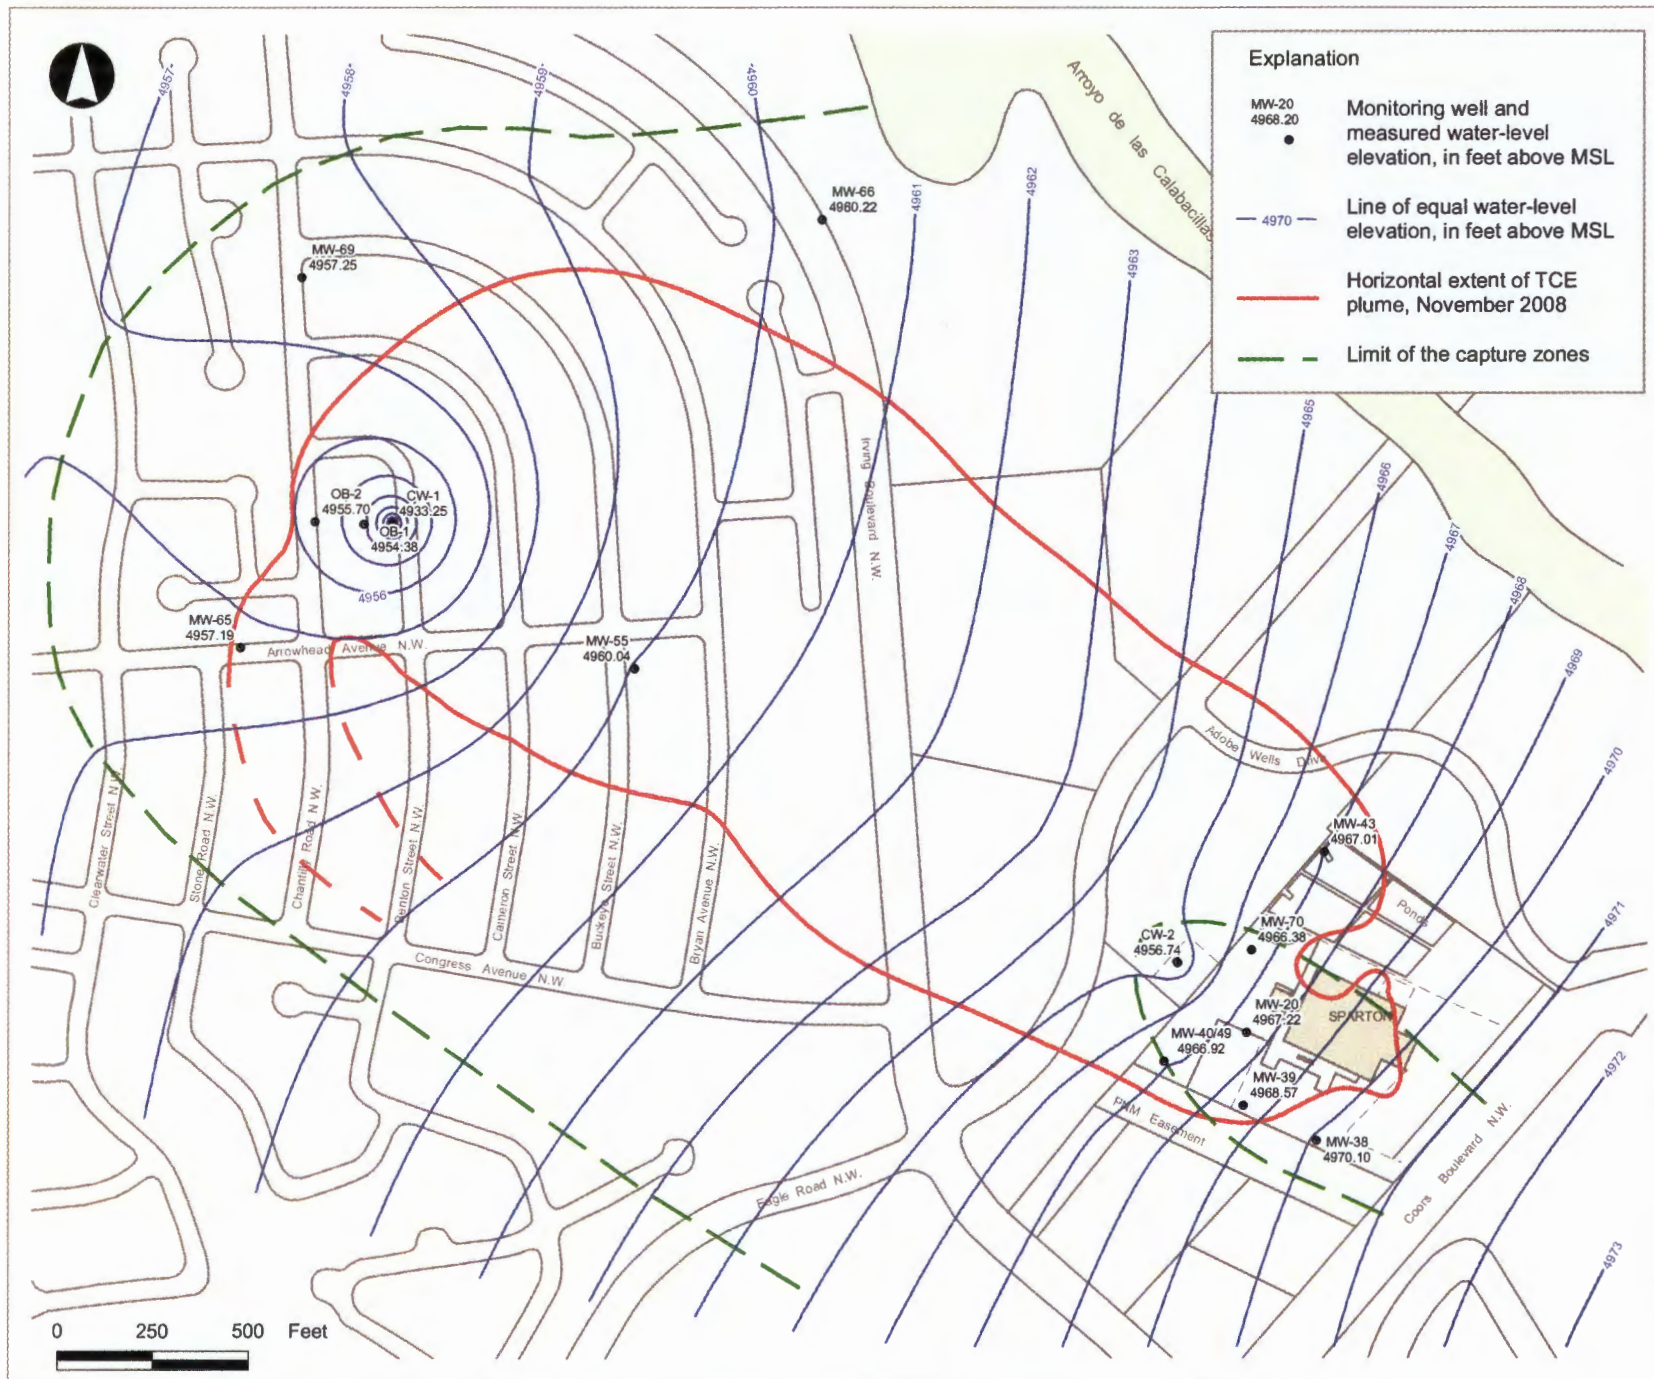 4957
4958
4959
4960
Arroyo de las Calabacillas
Explanation
MW-20
4968.20
Monitoring well and
measured water-level
elevation, in feet above MSL
4970
Line of equal water-level
elevation, in feet above MSL
Horizontal extent of TCE
plume, November 2008
Limit of the capture zones
MW-66
4960.22
4961
4962
4963
MW-69
4957.25
4965
4966
4967
4968
4969
4970
4971
4972
4973
Irving Boulevard N.W.
OB-2
4955.70
CW-1
4933.25
OB-1
4954.38
4956
MW-65
4957.19
Arrowhead Avenue N.W.
MW-55
4960.04
Adobe Wells Drive
Clearwater Street N.W.
Stone Road N.W.
Chantilly Road N.W.
Benton Street N.W.
Cameron Street N.W.
Buckeye Street N.W.
Bryan Avenue N.W.
Congress Avenue N.W.
MW-43
4967.01
Ponds
CW-2
4956.74
MW-70
4966.38
MW-20
4967.22
SPARTON
MW-40/49
4966.92
MW-39
4968.57
PNM Easement
MW-38
4970.10
Coors Boulevard N.W.
Eagle Road N.W.
0 250 500 Feet